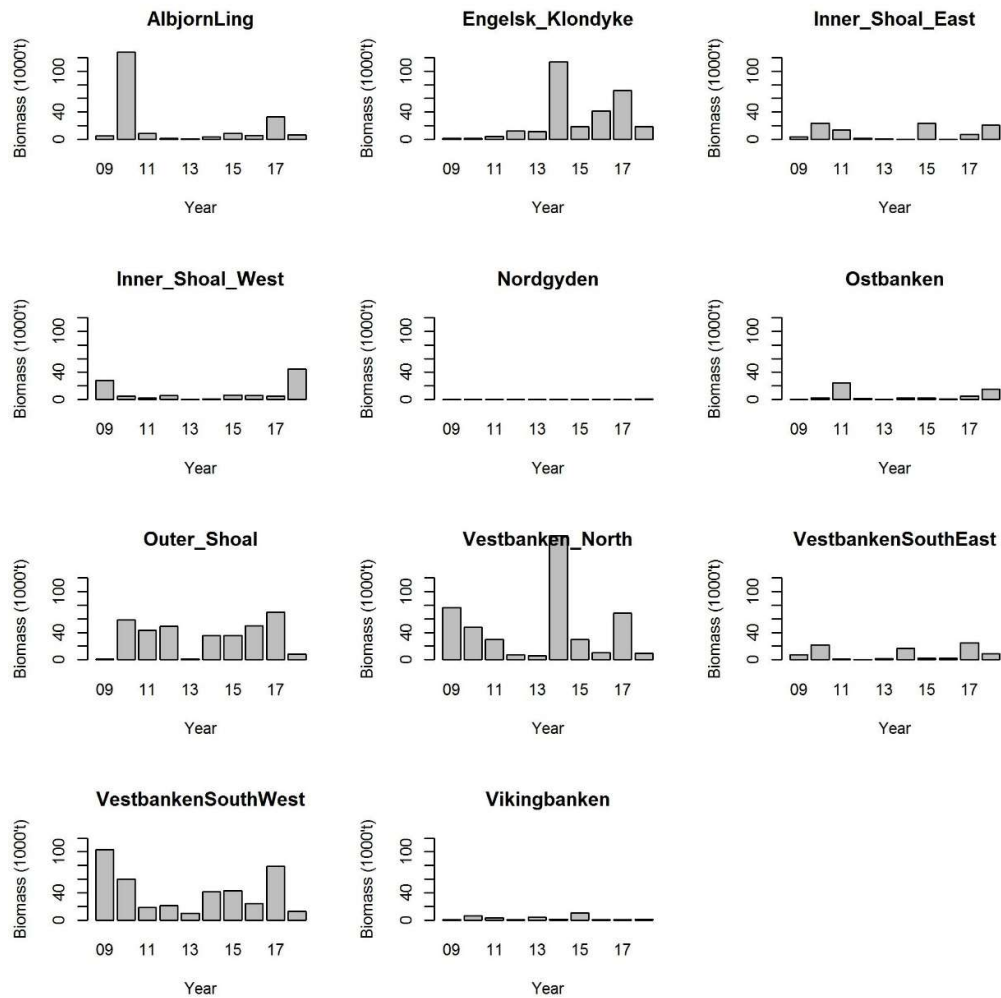 AlbjornLing
Biomass (1000't)
0 40 100
09 11 13 15 17
Year
Engelsk_Klondyke
Biomass (1000't)
0 40 100
09 11 13 15 17
Year
Inner_Shoal_East
Biomass (1000't)
0 40 100
09 11 13 15 17
Year
Inner_Shoal_West
Biomass (1000't)
0 40 100
09 11 13 15 17
Year
Nordgyden
Biomass (1000't)
0 40 100
09 11 13 15 17
Year
Ostbanken
Biomass (1000't)
0 40 100
09 11 13 15 17
Year
Outer_Shoal
Biomass (1000't)
0 40 100
09 11 13 15 17
Year
Vestbanken_North
Biomass (1000't)
0 40 100
09 11 13 15 17
Year
VestbankenSouthEast
Biomass (1000't)
0 40 100
09 11 13 15 17
Year
VestbankenSouthWest
Biomass (1000't)
0 40 100
09 11 13 15 17
Year
Vikingbanken
Biomass (1000't)
0 40 100
09 11 13 15 17
Year